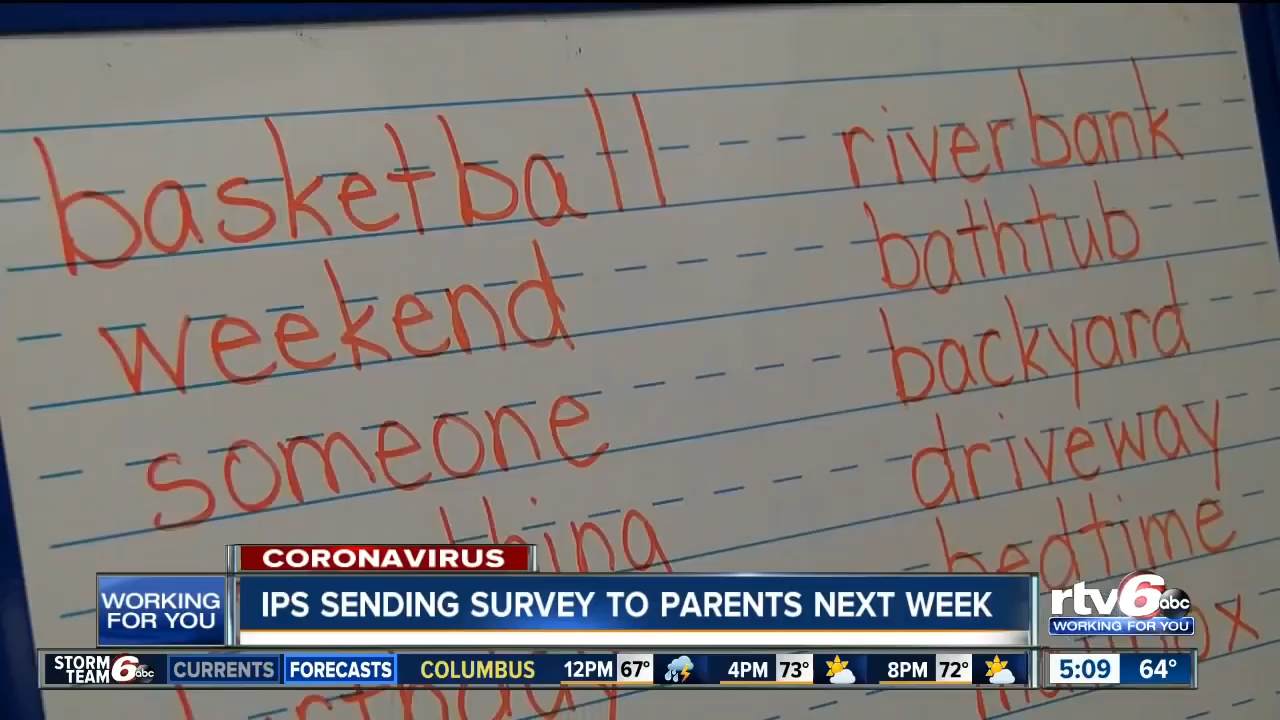 basketball riverbank
weekend bathtub
someone backyard
driveway
thing bedtime
CORONAVIRUS
WORKING FOR YOU
IPS SENDING SURVEY TO PARENTS NEXT WEEK
rtv6 abc
WORKING FOR YOU
STORM TEAM 6 abc CURRENTS FORECASTS COLUMBUS 12PM 67° 4PM 73° 8PM 72° 5:09 64°